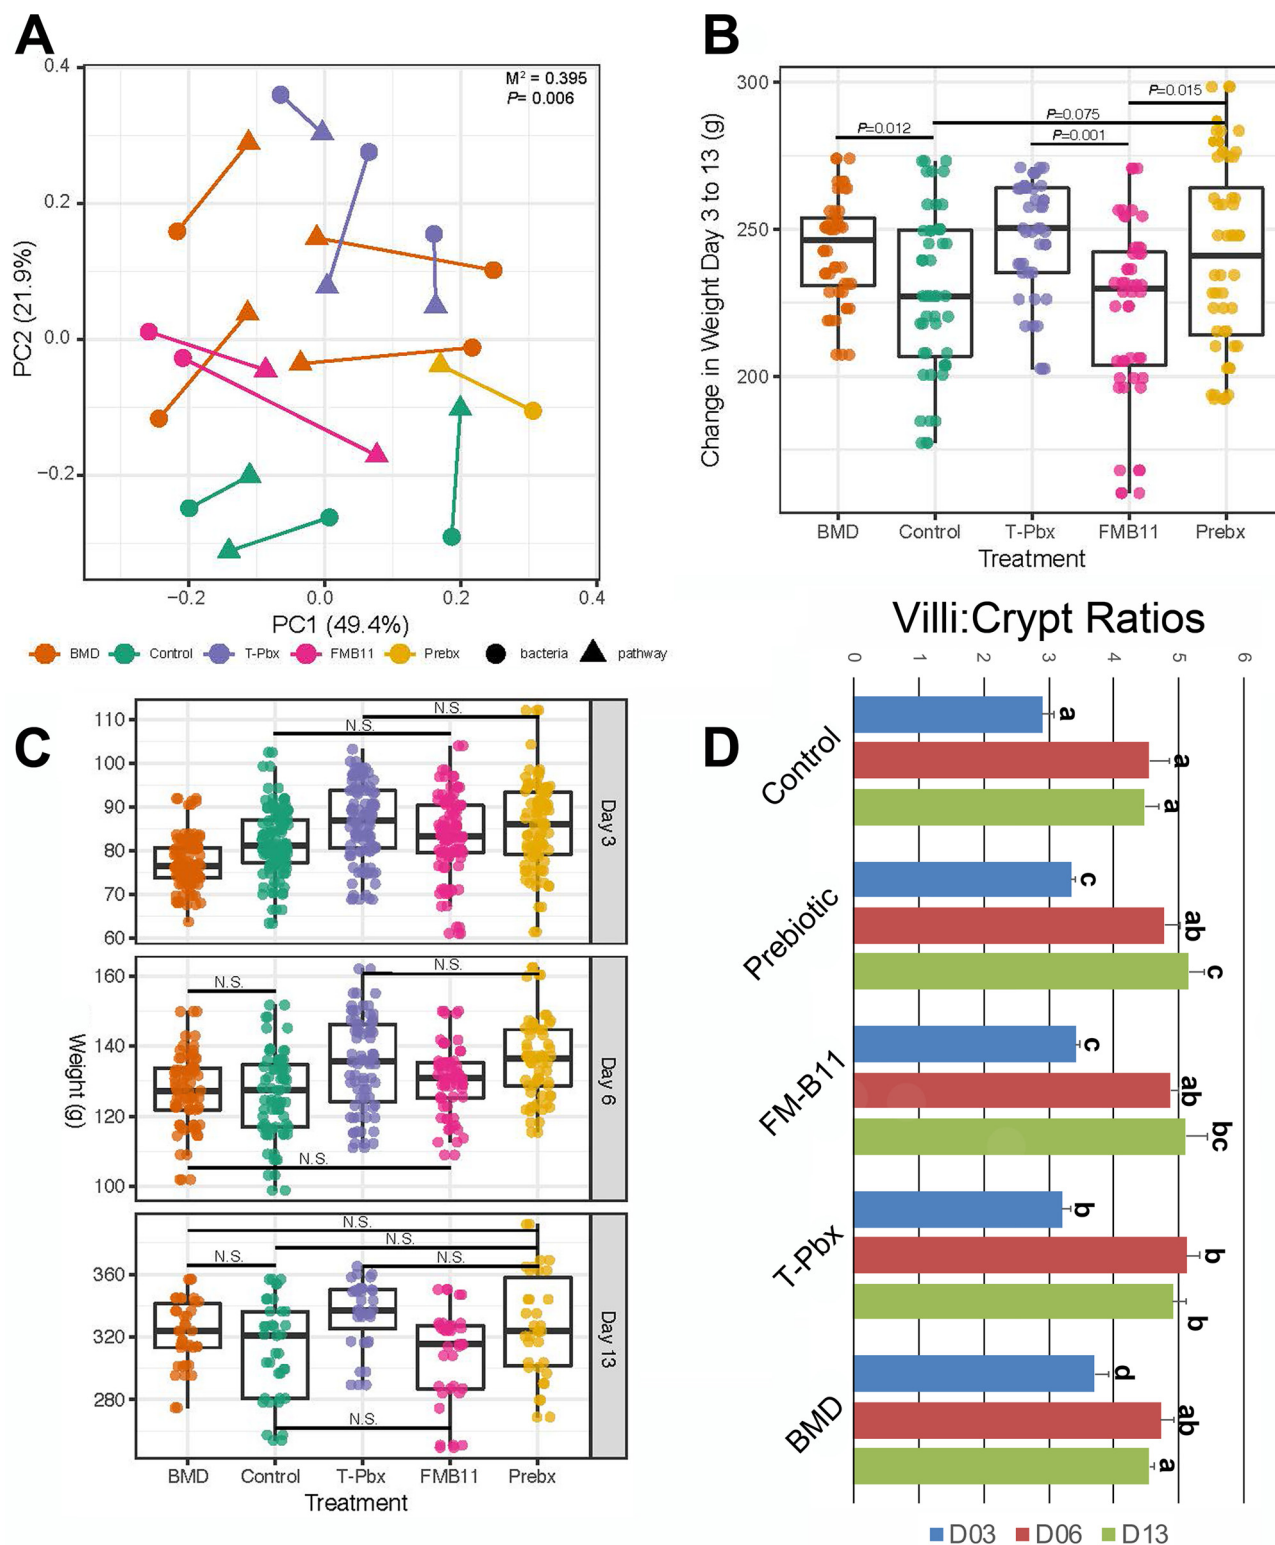 A
M² = 0.395
P= 0.006
0.4
0.2
0.0
−0.2
PC2 (21.9%)
−0.2
0.0
0.2
0.4
PC1 (49.4%)
BMD
Control
T-Pbx
FMB11
Prebx
bacteria
pathway
B
P=0.015
P=0.075
P=0.012
P=0.001
300
250
200
Change in Weight Day 3 to 13 (g)
BMD
Control
T-Pbx
FMB11
Prebx
Treatment
C
N.S.
N.S.
110
100
90
80
70
60
Day 3
N.S.
N.S.
N.S.
160
140
120
100
Day 6
Weight (g)
N.S.
N.S.
N.S.
N.S.
N.S.
360
320
280
Day 13
BMD
Control
T-Pbx
FMB11
Prebx
Treatment
Villi:Crypt Ratios
0
1
2
3
4
5
6
D
Control
a
a
a
Prebiotic
c
ab
c
FM-B11
c
ab
bc
T-Pbx
b
b
b
BMD
d
ab
a
D03
D06
D13